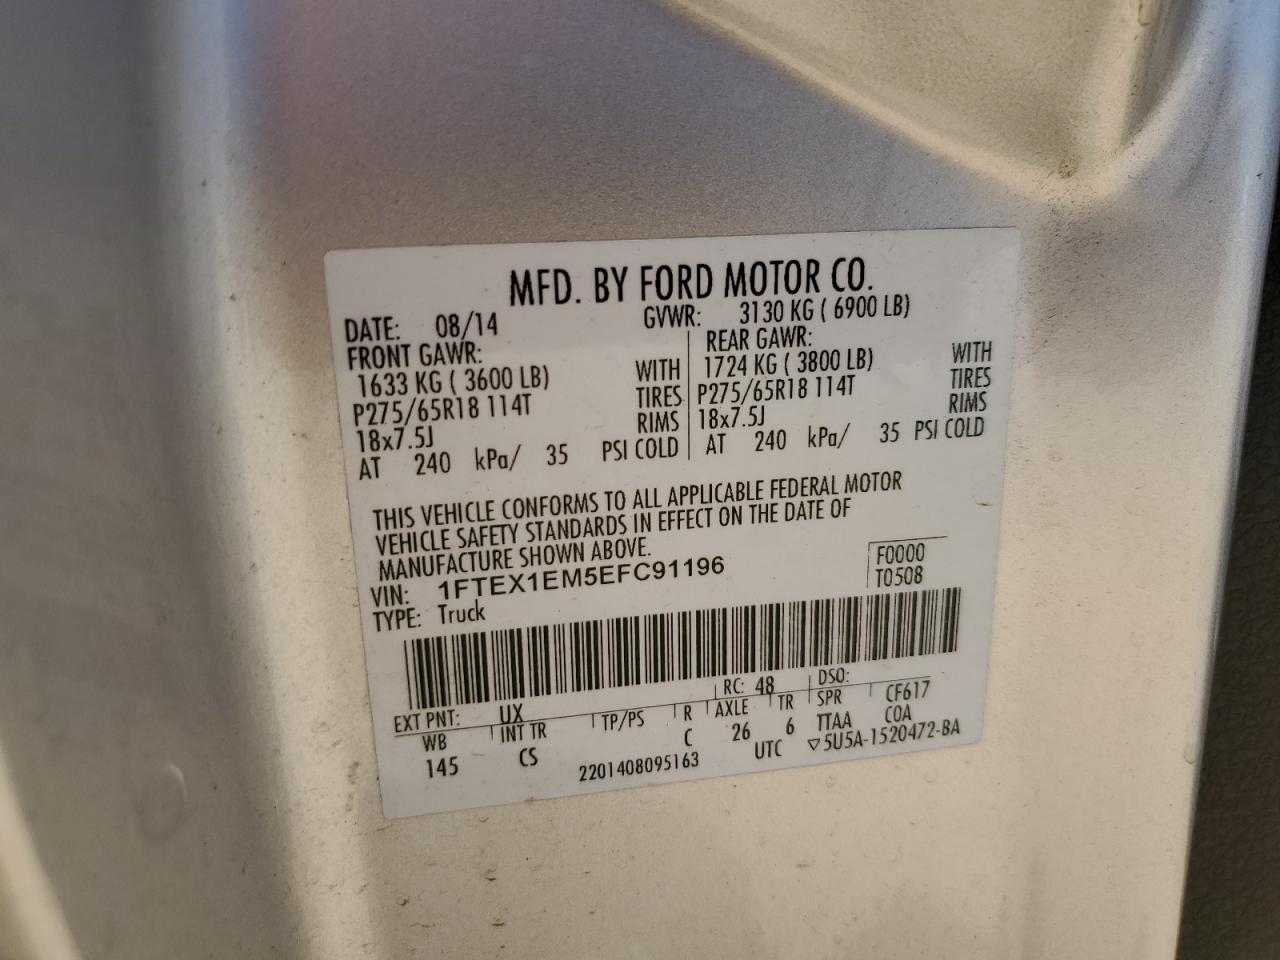 MFD. BY FORD MOTOR CO.
DATE: 08/14 GVWR: 3130 KG ( 6900 LB)
FRONT GAWR: REAR GAWR:
1633 KG ( 3600 LB) WITH 1724 KG ( 3800 LB) WITH
P275/65R18 114T TIRES P275/65R18 114T TIRES
18x7.5J RIMS 18x7.5J RIMS
AT 240 kPa/ 35 PSI COLD AT 240 kPa/ 35 PSI COLD
THIS VEHICLE CONFORMS TO ALL APPLICABLE FEDERAL MOTOR
VEHICLE SAFETY STANDARDS IN EFFECT ON THE DATE OF
MANUFACTURE SHOWN ABOVE.
VIN: 1FTEX1EM5EFC91196 F0000
TYPE: Truck T0508
EXT PNT: UX RC: 48 DSO:
WB INT TR TP/PS R AXLE TR SPR CF617
145 CS C 26 6 TTAA COA
2201408095163 UTC ▽5U5A-1520472-BA